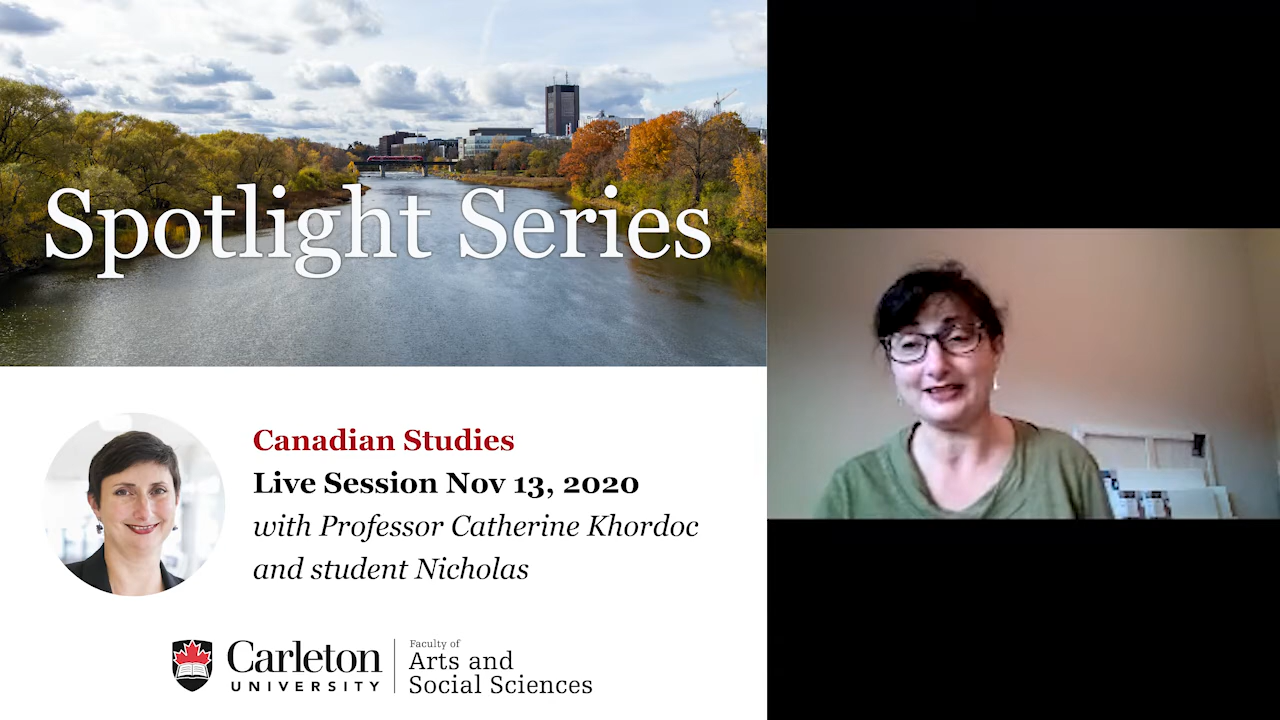 Spotlight Series
Canadian Studies
Live Session Nov 13, 2020
with Professor Catherine Khordoc
and student Nicholas
Carleton
UNIVERSITY
Faculty of
Arts and
Social Sciences